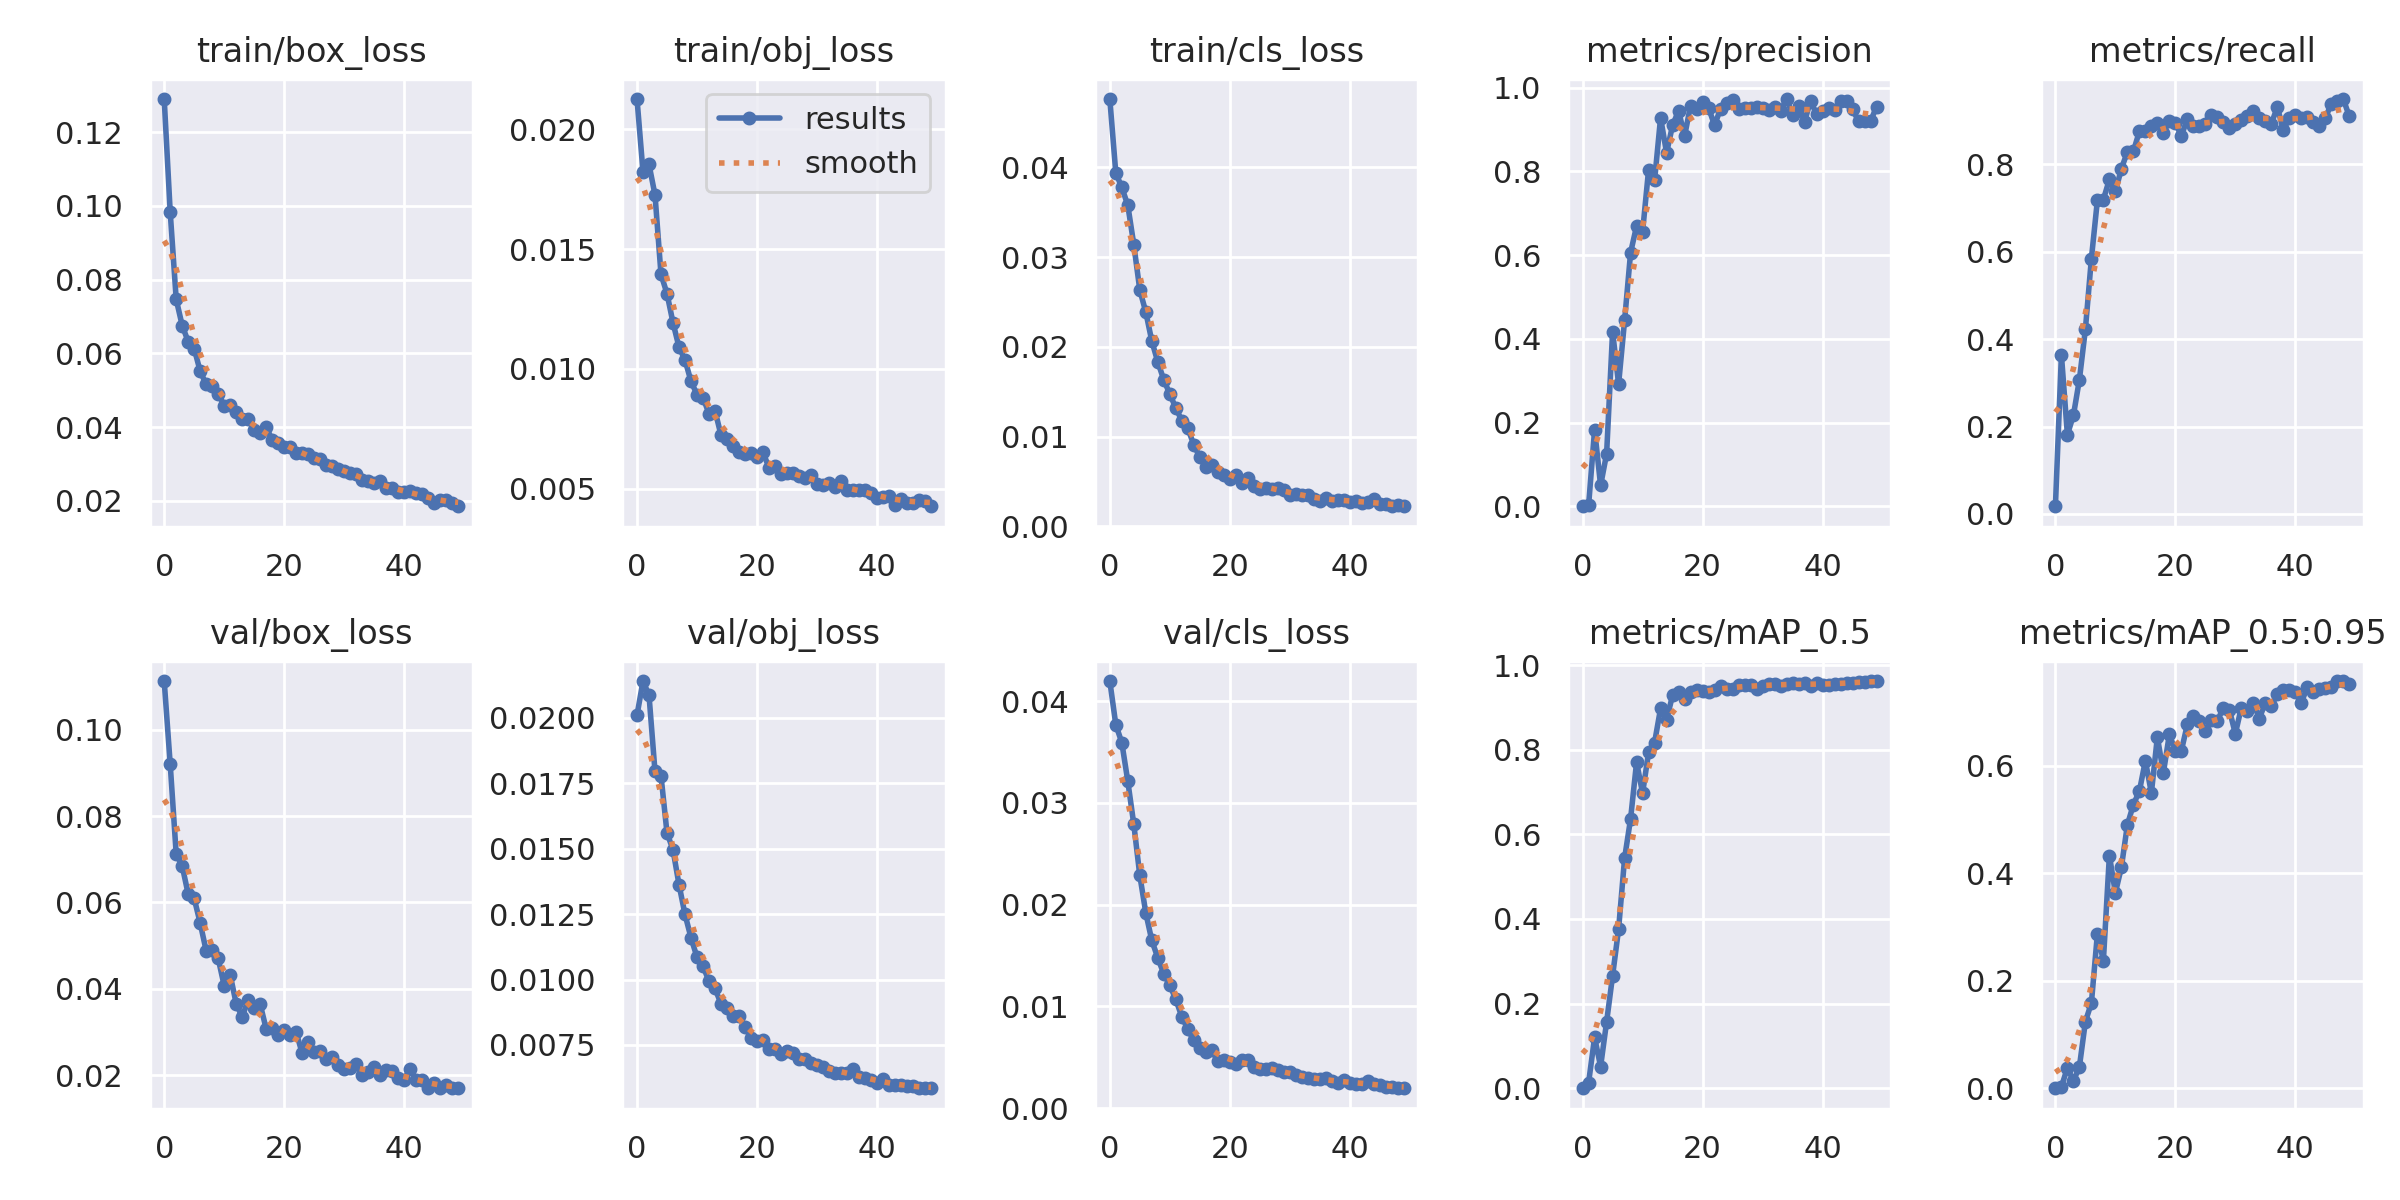 train/box_loss
0.12
0.10
0.08
0.06
0.04
0.02
0 20 40
train/obj_loss
results
smooth
0.020
0.015
0.010
0.005
0 20 40
train/cls_loss
0.04
0.03
0.02
0.01
0.00
0 20 40
metrics/precision
1.0
0.8
0.6
0.4
0.2
0.0
0 20 40
metrics/recall
0.8
0.6
0.4
0.2
0.0
0 20 40
val/box_loss
0.10
0.08
0.06
0.04
0.02
0 20 40
val/obj_loss
0.0200
0.0175
0.0150
0.0125
0.0100
0.0075
0 20 40
val/cls_loss
0.04
0.03
0.02
0.01
0.00
0 20 40
metrics/mAP_0.5
1.0
0.8
0.6
0.4
0.2
0.0
0 20 40
metrics/mAP_0.5:0.95
0.6
0.4
0.2
0.0
0 20 40